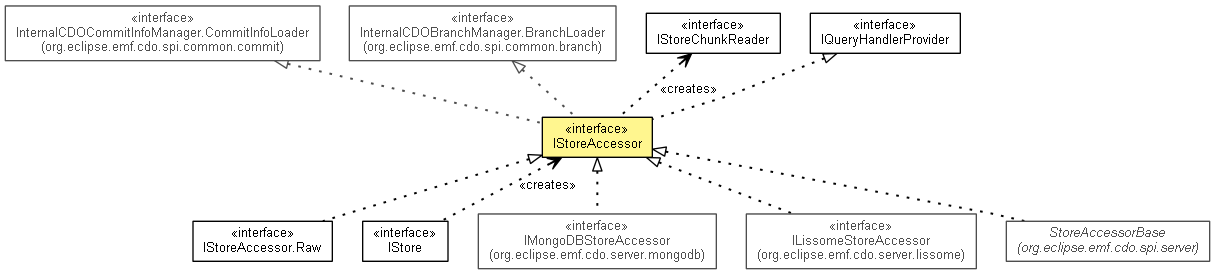 «interface»
InternalCDOCommitInfoManager.CommitInfoLoader
(org.eclipse.emf.cdo.spi.common.commit)
«interface»
InternalCDOBranchManager.BranchLoader
(org.eclipse.emf.cdo.spi.common.branch)
«interface»
IStoreChunkReader
«interface»
IQueryHandlerProvider
«creates»
«interface»
IStoreAccessor
«creates»
«interface»
IStoreAccessor.Raw
«interface»
IStore
«interface»
IMongoDBStoreAccessor
(org.eclipse.emf.cdo.server.mongodb)
«interface»
ILissomeStoreAccessor
(org.eclipse.emf.cdo.server.lissome)
StoreAccessorBase
(org.eclipse.emf.cdo.spi.server)